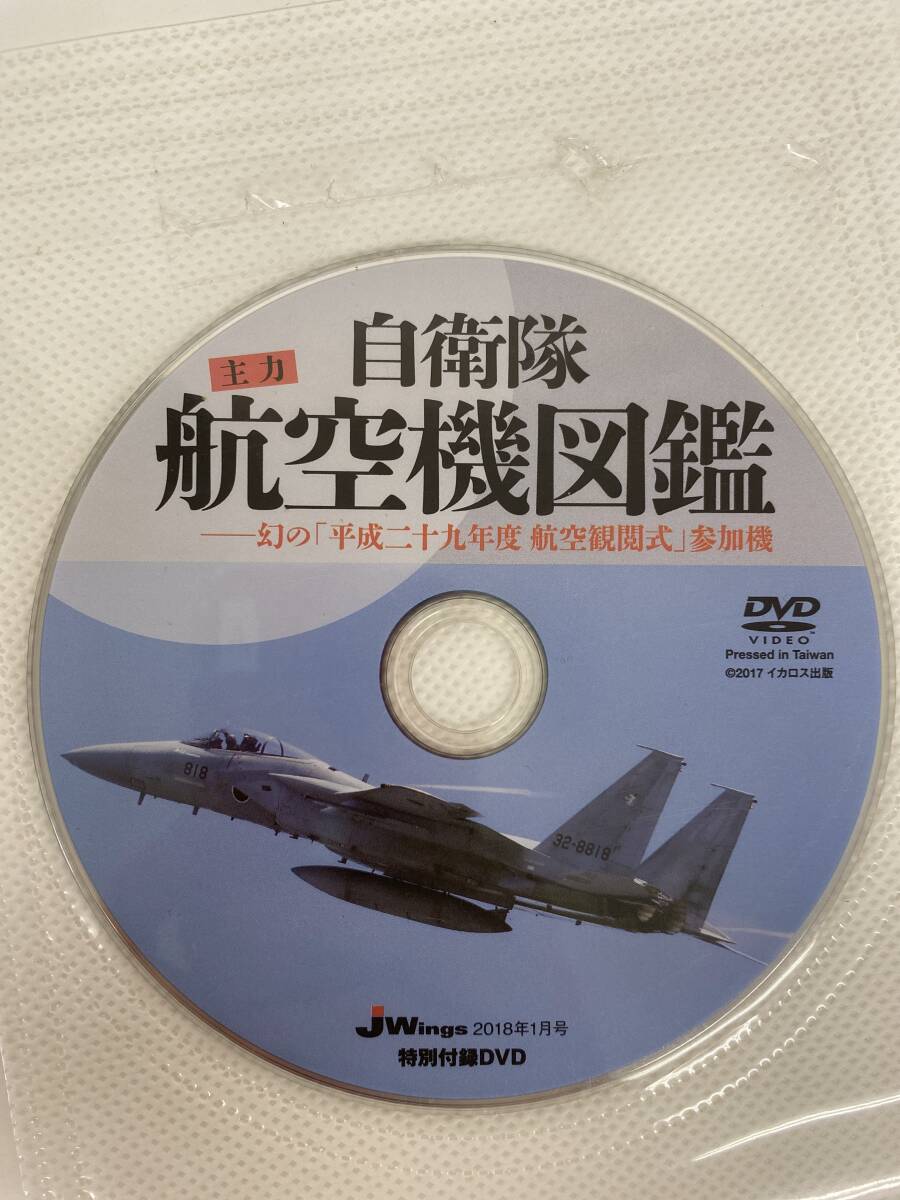 自衛隊
主力
航空機図鑑
──幻の「平成二十九年度 航空観閲式」参加機
DVD
VIDEO™
Pressed in Taiwan
©2017 イカロス出版
818
32-8818
JWings 2018年1月号
特別付録DVD